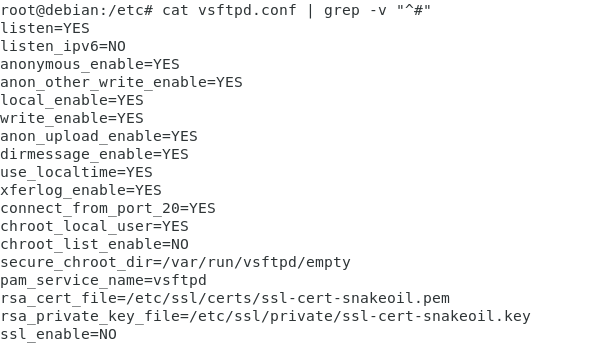 root@debian:/etc# cat vsftpd.conf | grep -v "^#"
listen=YES
listen_ipv6=NO
anonymous_enable=YES
anon_other_write_enable=YES
local_enable=YES
write_enable=YES
anon_upload_enable=YES
dirmessage_enable=YES
use_localtime=YES
xferlog_enable=YES
connect_from_port_20=YES
chroot_local_user=YES
chroot_list_enable=NO
secure_chroot_dir=/var/run/vsftpd/empty
pam_service_name=vsftpd
rsa_cert_file=/etc/ssl/certs/ssl-cert-snakeoil.pem
rsa_private_key_file=/etc/ssl/private/ssl-cert-snakeoil.key
ssl_enable=NO